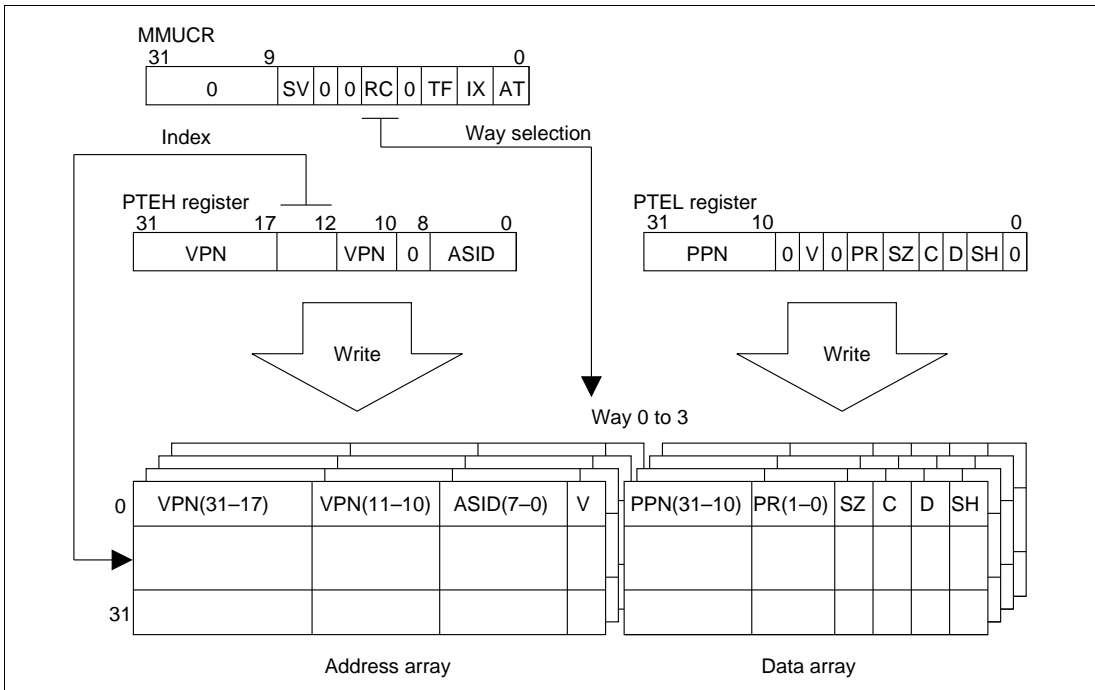 MMUCR
31 9 0
0 SV 0 0 RC 0 TF IX AT
Index
Way selection
PTEH register
31 17 12 10 8 0
VPN VPN 0 ASID
PTEL register
31 10 0
PPN 0 V 0 PR SZ C D SH 0
Write
Write
Way 0 to 3
0 VPN(31–17) VPN(11–10) ASID(7–0) V PPN(31–10) PR(1–0) SZ C D SH
31
Address array
Data array